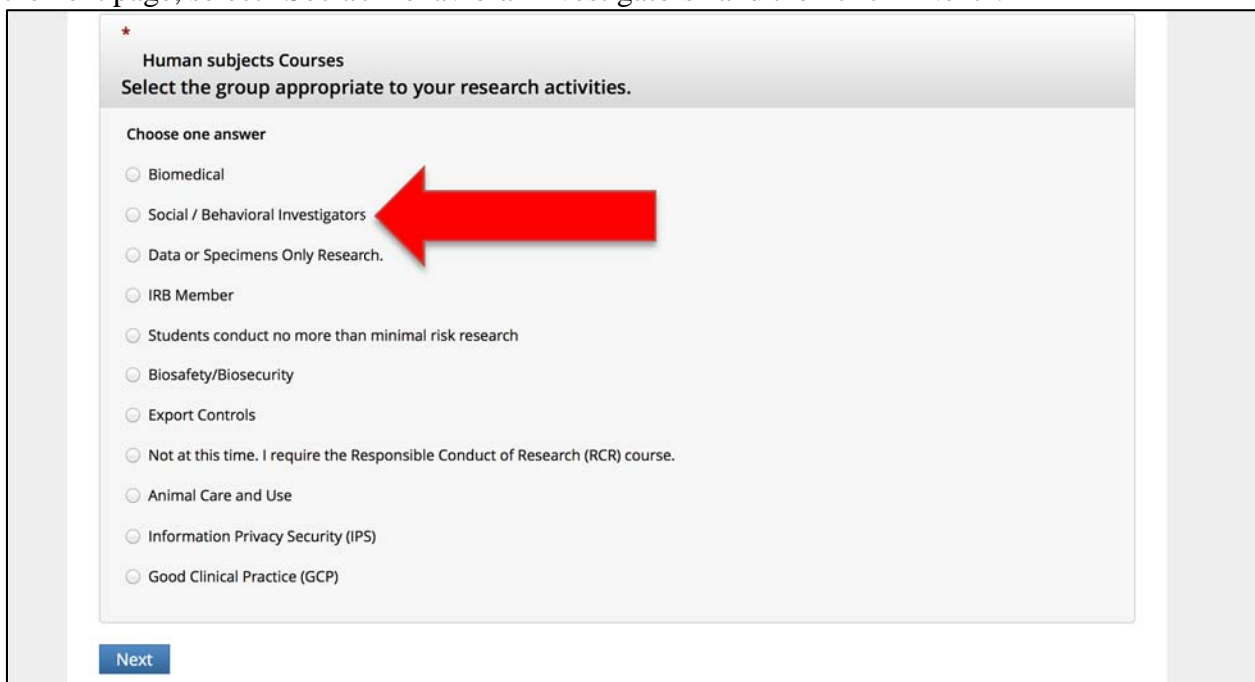 *
Human subjects Courses
Select the group appropriate to your research activities.
Choose one answer
Biomedical
Social / Behavioral Investigators
Data or Specimens Only Research.
IRB Member
Students conduct no more than minimal risk research
Biosafety/Biosecurity
Export Controls
Not at this time. I require the Responsible Conduct of Research (RCR) course.
Animal Care and Use
Information Privacy Security (IPS)
Good Clinical Practice (GCP)
Next